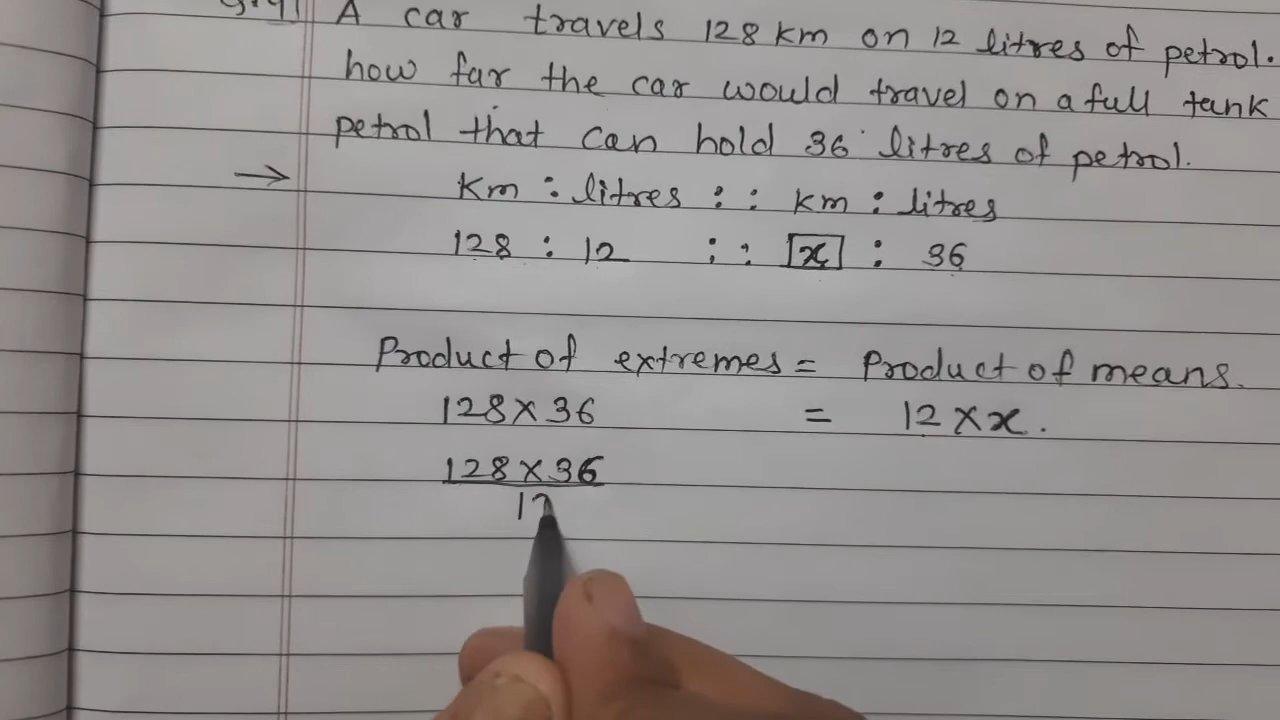 A car travels 128 km on 12 litres of petrol.
how far the car would travel on a full tank
petrol that can hold 36 litres of petrol.
→ Km : litres : : km : litres
128 : 12 : : x : 36
Product of extremes = Product of means.
128 × 36 = 12 × x.
128 × 36
12